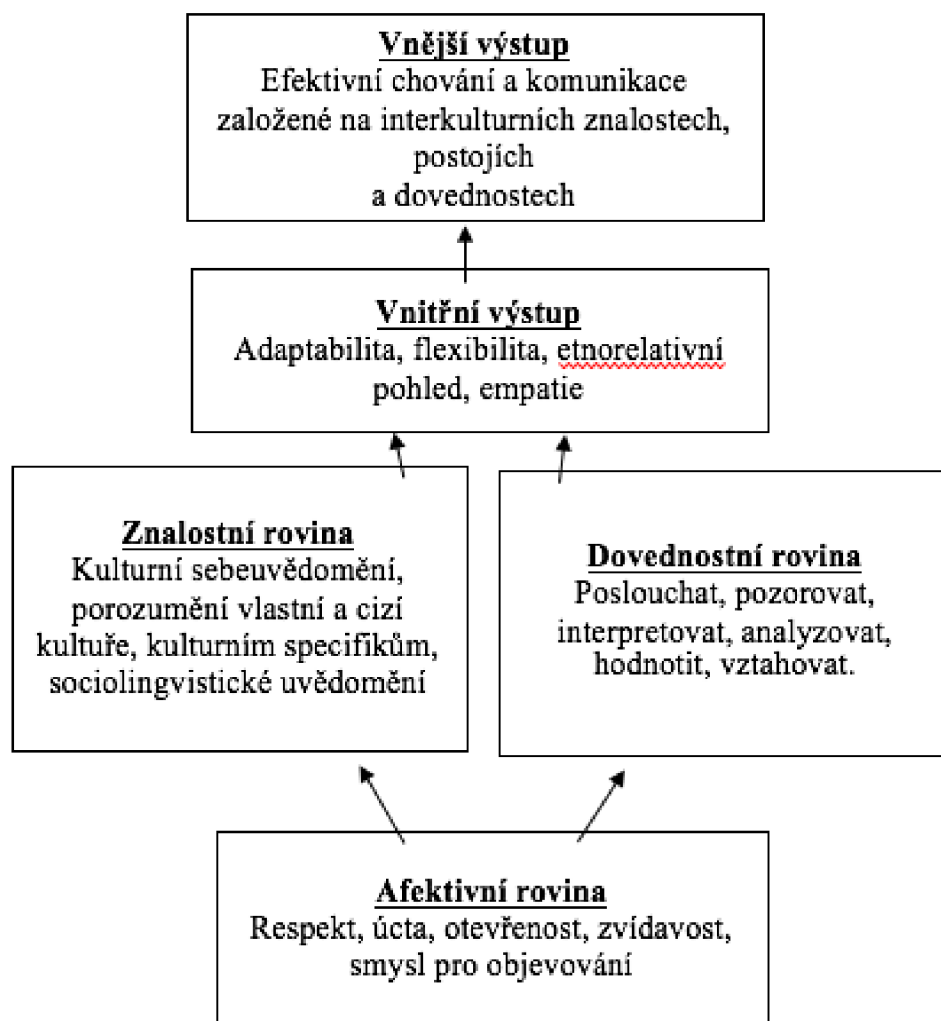 Vnější výstup
Efektivní chování a komunikace
založené na interkulturních znalostech,
postojích
a dovednostech
Vnitřní výstup
Adaptabilita, flexibilita, etnorelativní
pohled, empatie
Znalostní rovina
Kulturní sebeuvědomění,
porozumění vlastní a cizí
kultuře, kulturním specifikům,
sociolingvistické uvědomění
Dovednostní rovina
Poslouchat, pozorovat,
interpretovat, analyzovat,
hodnotit, vztahovat.
Afektivní rovina
Respekt, úcta, otevřenost, zvídavost,
smysl pro objevování